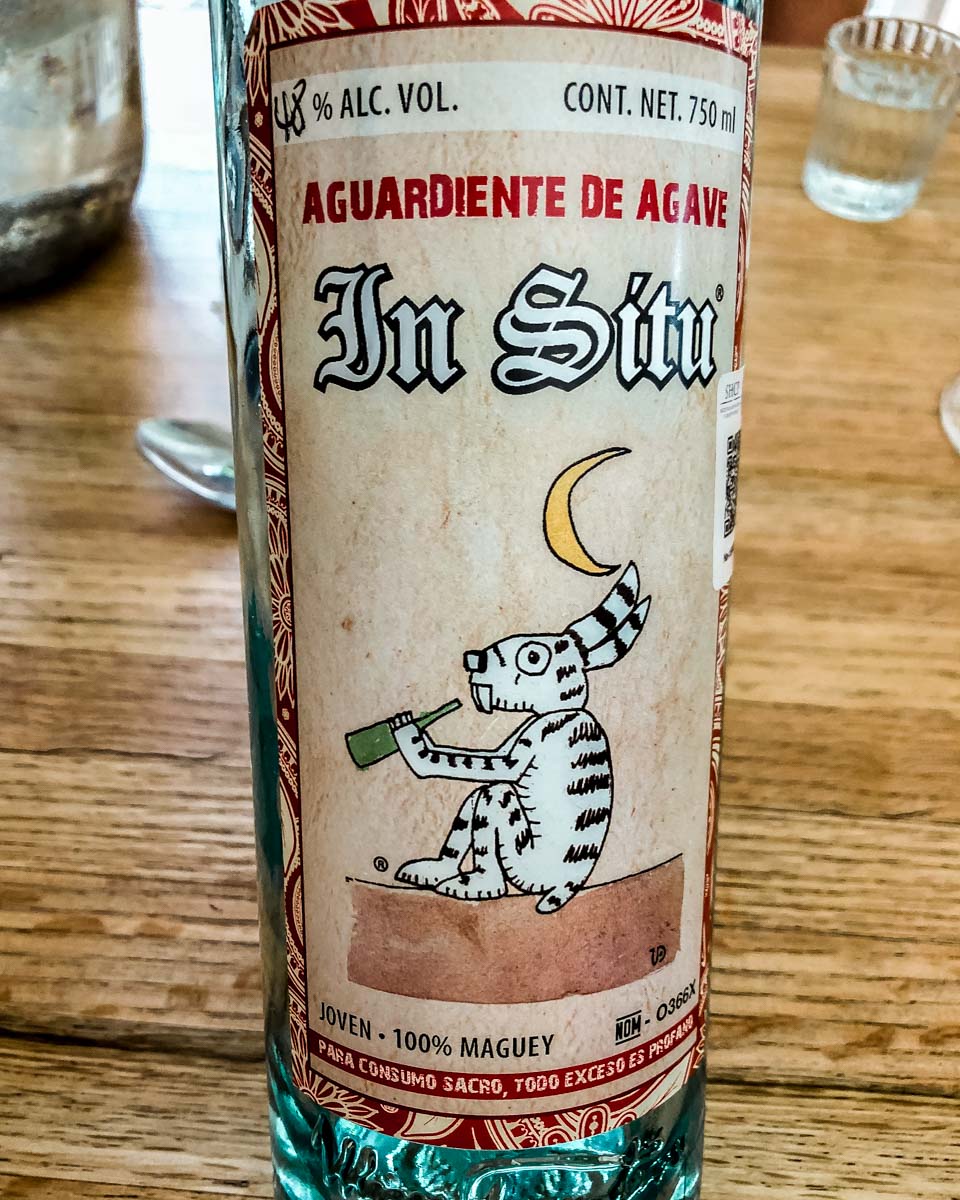 48 % ALC. VOL.
CONT. NET. 750 ml
AGUARDIENTE DE AGAVE
In Situ®
SHCP
®
JOVEN • 100% MAGUEY
NOM - O366X
PARA CONSUMO SACRO, TODO EXCESO ES PROFANO